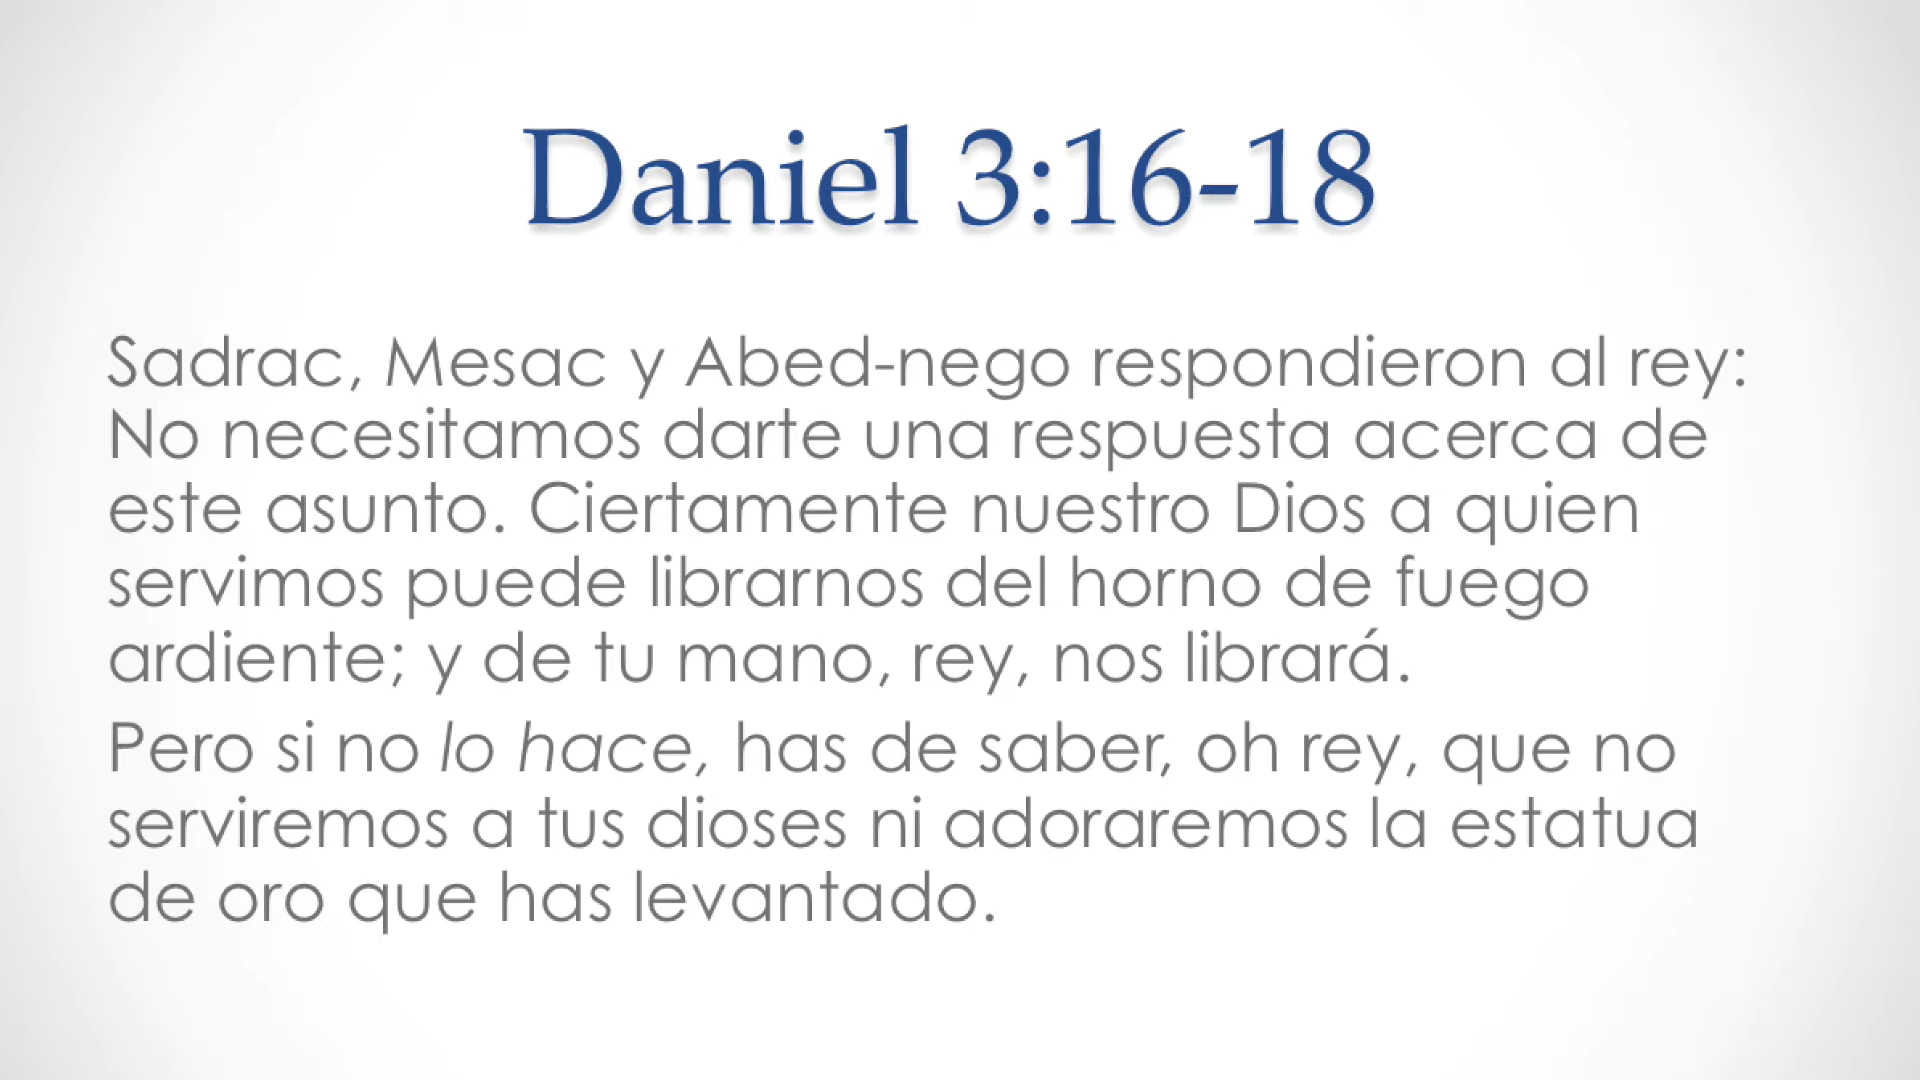 Daniel 3:16-18
Sadrac, Mesac y Abed-nego respondieron al rey:
No necesitamos darte una respuesta acerca de
este asunto. Ciertamente nuestro Dios a quien
servimos puede librarnos del horno de fuego
ardiente; y de tu mano, rey, nos librará.
Pero si no lo hace, has de saber, oh rey, que no
serviremos a tus dioses ni adoraremos la estatua
de oro que has levantado.